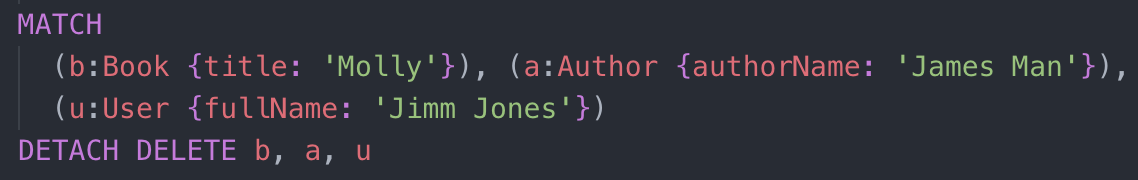 MATCH
(b:Book {title: 'Molly'}), (a:Author {authorName: 'James Man'}),
(u:User {fullName: 'Jimm Jones'})
DETACH DELETE b, a, u